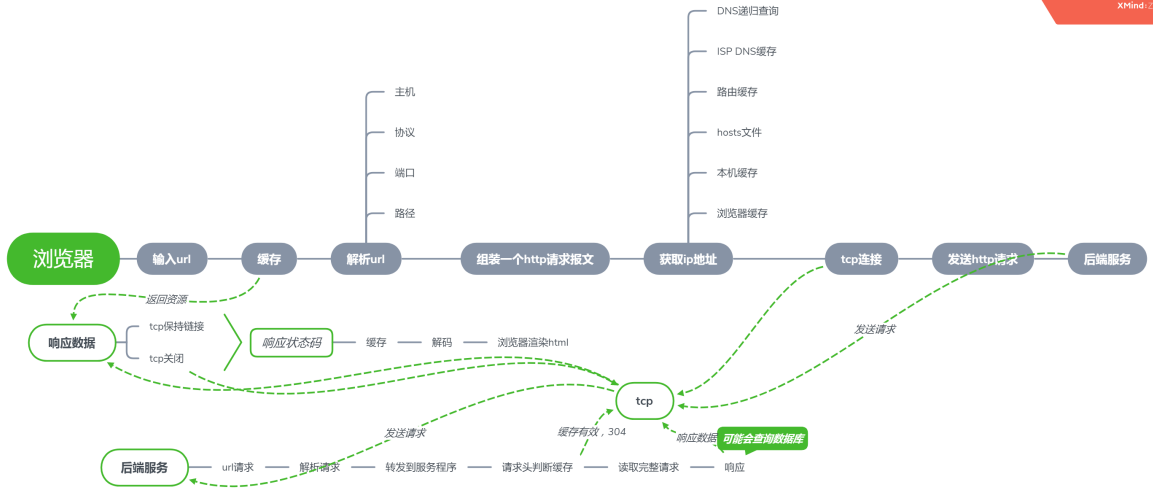 XMind:Z
DNS递归查询
ISP DNS缓存
路由缓存
hosts文件
本机缓存
浏览器缓存
主机
协议
端口
路径
浏览器
输入url
缓存
解析url
组装一个http请求报文
获取ip地址
tcp连接
发送http请求
后端服务
返回资源
发送请求
响应数据
tcp保持链接
tcp关闭
响应状态码
缓存
解码
浏览器渲染html
tcp
发送请求
缓存有效，304
响应数据
可能会查询数据库
后端服务
url请求
解析请求
转发到服务程序
请求头判断缓存
读取完整请求
响应